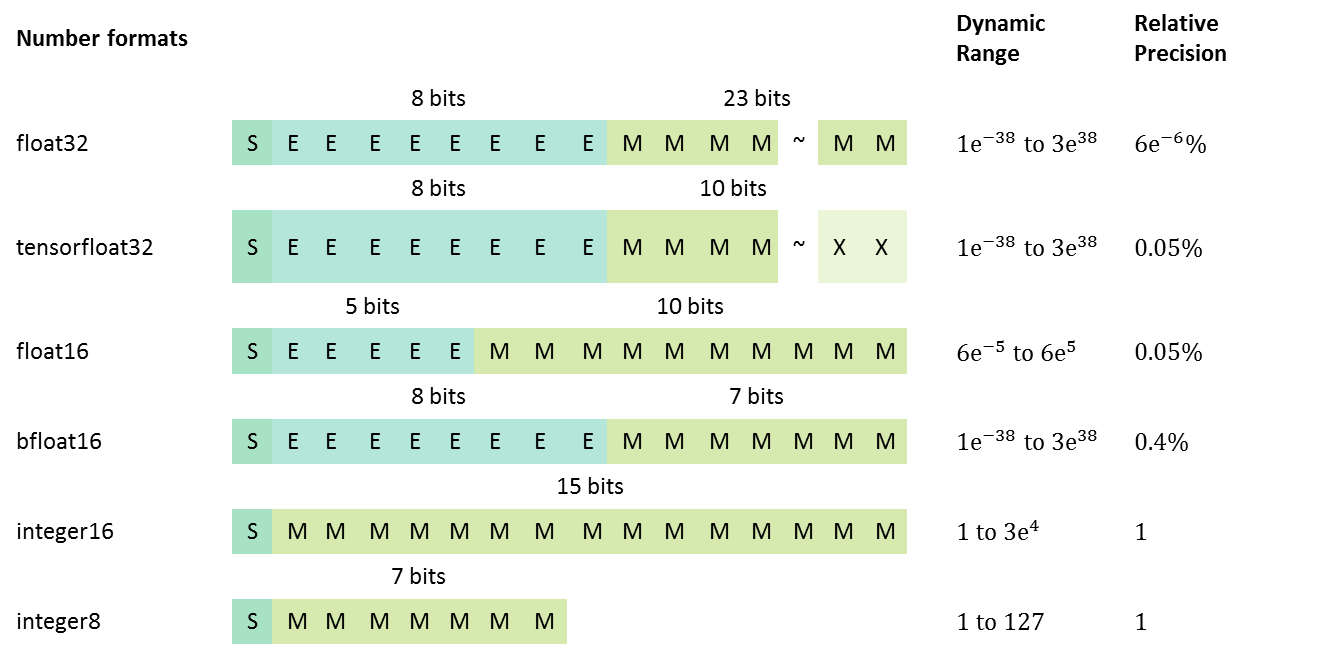 Number formats Dynamic Range Relative Precision
8 bits 23 bits
float32 S E E E E E E E E M M M M ~ M M 1e⁻³⁸ to 3e³⁸ 6e⁻⁶%
8 bits 10 bits
tensorfloat32 S E E E E E E E E M M M M ~ X X 1e⁻³⁸ to 3e³⁸ 0.05%
5 bits 10 bits
float16 S E E E E E M M M M M M M M M M 6e⁻⁵ to 6e⁵ 0.05%
8 bits 7 bits
bfloat16 S E E E E E E E E M M M M M M M 1e⁻³⁸ to 3e³⁸ 0.4%
15 bits
integer16 S M M M M M M M M M M M M M M M 1 to 3e⁴ 1
7 bits
integer8 S M M M M M M M 1 to 127 1